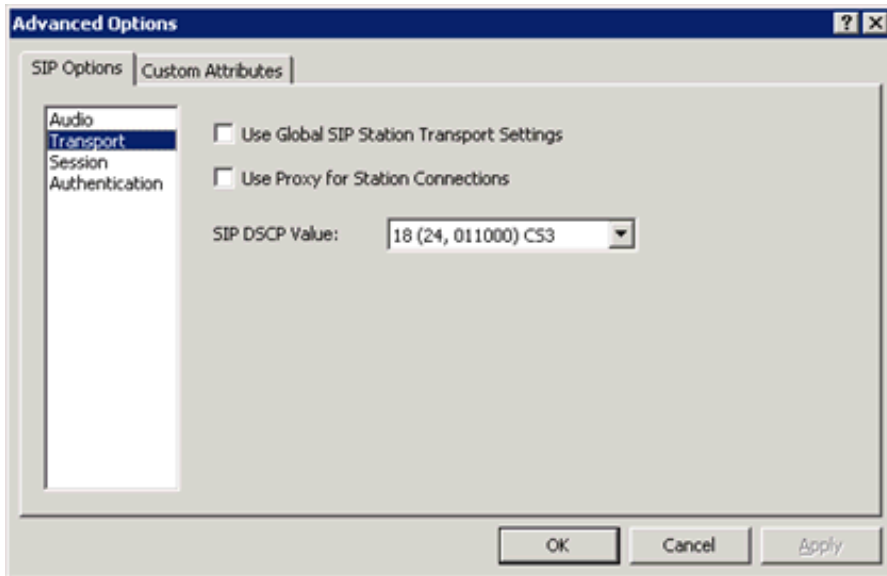 Advanced Options
SIP Options
Custom Attributes
Audio
Transport
Session
Authentication
Use Global SIP Station Transport Settings
Use Proxy for Station Connections
SIP DSCP Value:
18 (24, 011000) CS3
OK
Cancel
Apply